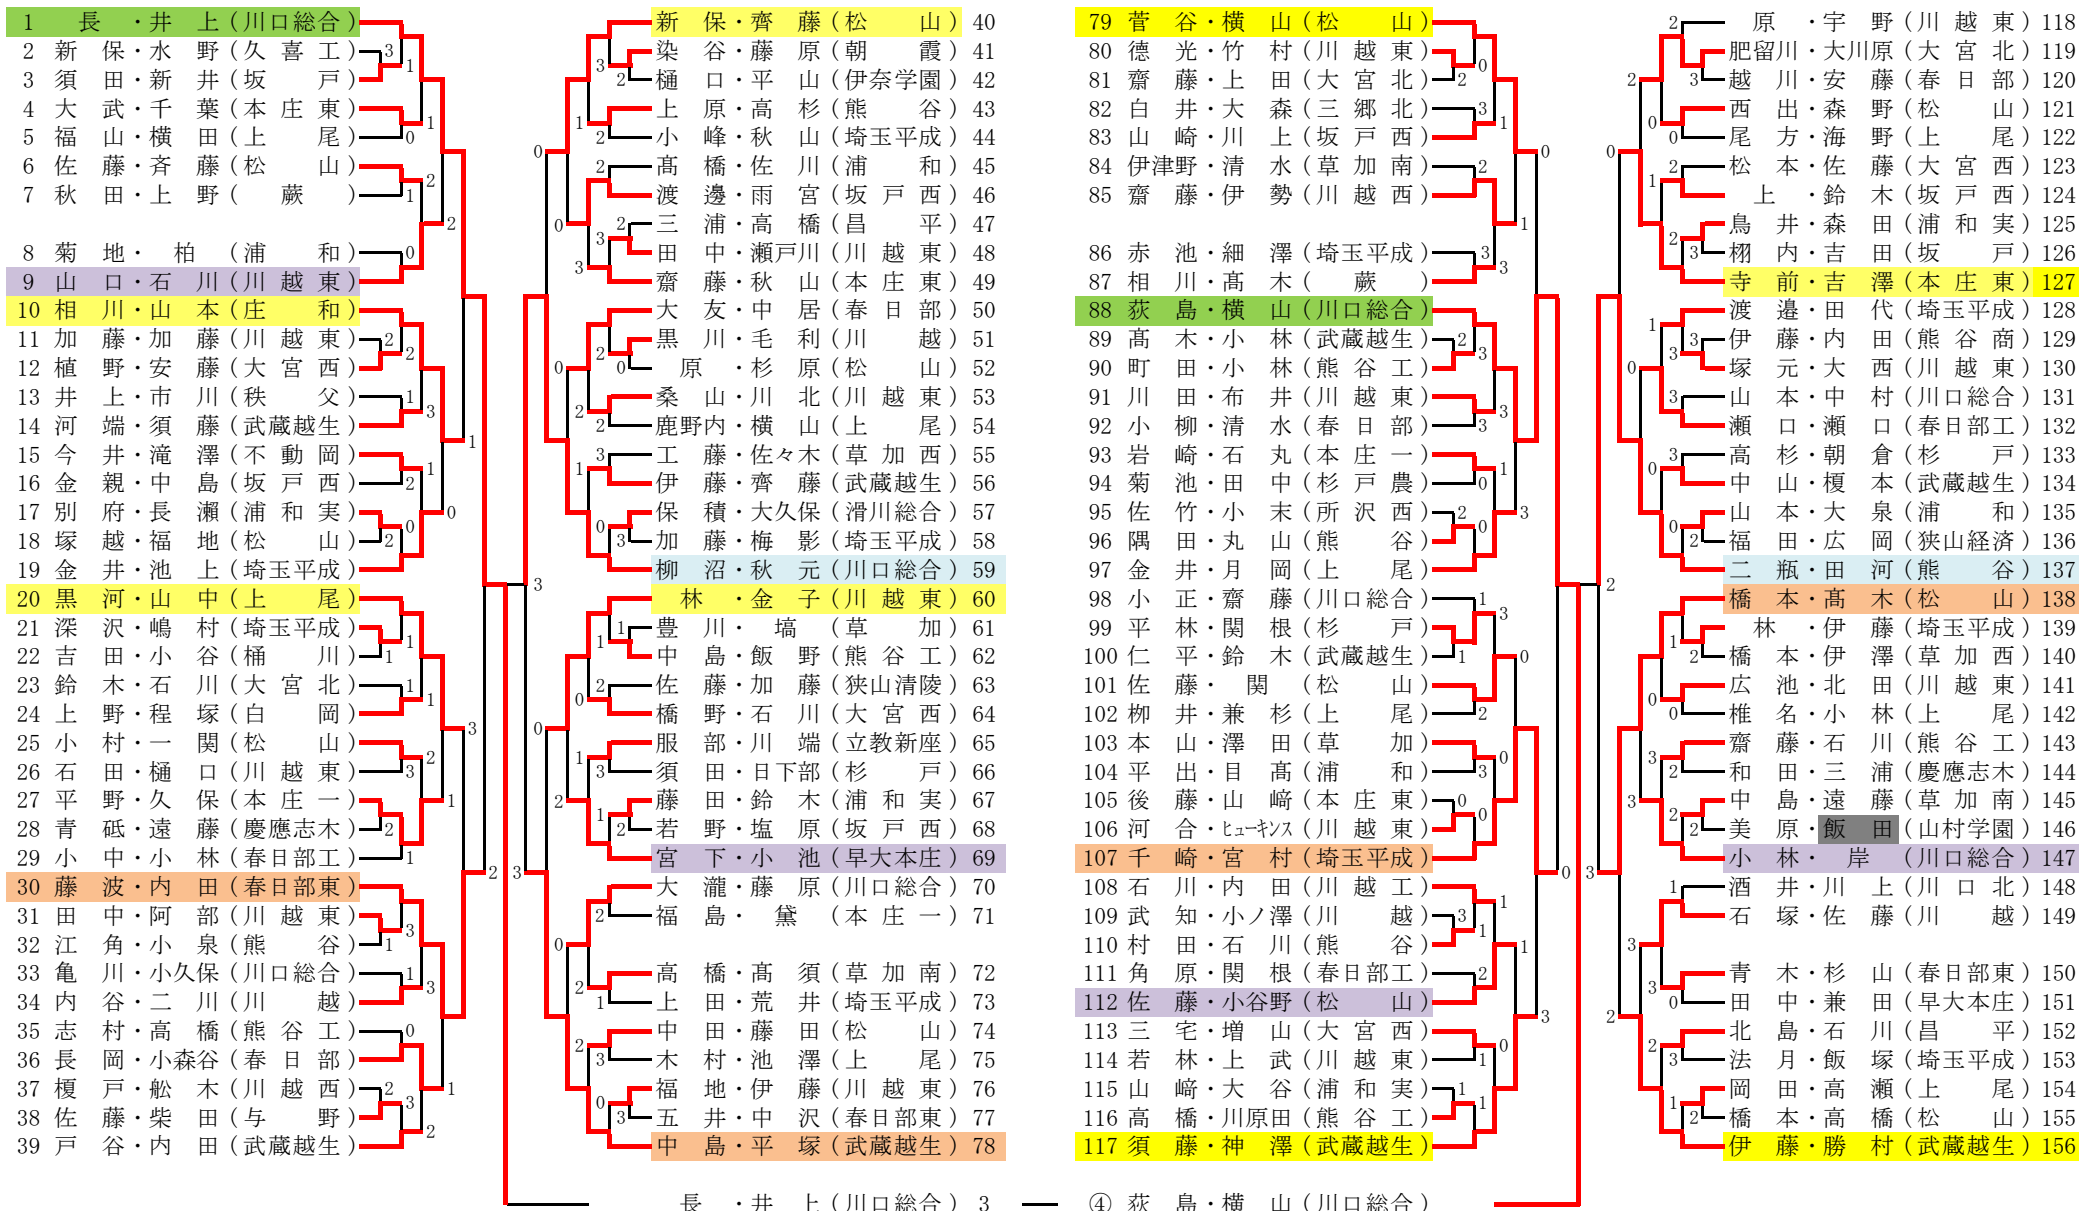 1 長・井上(川口総合)
2 新保・水野(久喜工)
3 須田・新井(坂戸)
4 大武・千葉(本庄東)
5 福山・横田(上尾)
6 佐藤・斉藤(松山)
7 秋田・上野(蕨)
8 菊地・柏(浦和)
9 山口・石川(川越東)
10 相川・山本(庄和)
11 加藤・加藤(川越東)
12 植野・安藤(大宮西)
13 井上・市川(秩父)
14 河端・須藤(武蔵越生)
15 今井・滝澤(不動岡)
16 金親・中島(坂戸西)
17 別府・長瀬(浦和実)
18 塚越・福地(松山)
19 金井・池上(埼玉平成)
20 黒河・山中(上尾)
21 深沢・嶋村(埼玉平成)
22 吉田・小谷(桶川)
23 鈴木・石川(大宮北)
24 上野・程塚(白岡)
25 小村・一関(松山)
26 石田・樋口(川越東)
27 平野・久保(本庄一)
28 青砥・遠藤(慶應志木)
29 小中・小林(春日部工)
30 藤波・内田(春日部東)
31 田中・阿部(川越東)
32 江角・小泉(熊谷)
33 亀川・小久保(川口総合)
34 内谷・二川(川越)
35 志村・高橋(熊谷工)
36 長岡・小森谷(春日部)
37 榎戸・舩木(川越西)
38 佐藤・柴田(与野)
39 戸谷・内田(武蔵越生)
新保・齊藤(松山) 40
染谷・藤原(朝霞) 41
樋口・平山(伊奈学園) 42
上原・高杉(熊谷) 43
小峰・秋山(埼玉平成) 44
髙橋・佐川(浦和) 45
渡邊・雨宮(坂戸西) 46
三浦・高橋(昌平) 47
田中・瀬戸川(川越東) 48
齋藤・秋山(本庄東) 49
大友・中居(春日部) 50
黒川・毛利(川越) 51
原・杉原(松山) 52
桑山・川北(川越東) 53
鹿野内・横山(上尾) 54
工藤・佐々木(草加西) 55
伊藤・齊藤(武蔵越生) 56
保積・大久保(滑川総合) 57
加藤・梅影(埼玉平成) 58
柳沼・秋元(川口総合) 59
林・金子(川越東) 60
豊川・塙(草加) 61
中島・飯野(熊谷工) 62
佐藤・加藤(狭山清陵) 63
橋野・石川(大宮西) 64
服部・川端(立教新座) 65
須田・日下部(杉戸) 66
藤田・鈴木(浦和実) 67
若野・塩原(坂戸西) 68
宮下・小池(早大本庄) 69
大瀧・藤原(川口総合) 70
福島・黛(本庄一) 71
高橋・髙須(草加南) 72
上田・荒井(埼玉平成) 73
中田・藤田(松山) 74
木村・池澤(上尾) 75
福地・伊藤(川越東) 76
五井・中沢(春日部東) 77
中島・平塚(武蔵越生) 78
79 菅谷・横山(松山)
80 德光・竹村(川越東)
81 齋藤・上田(大宮北)
82 白井・大森(三郷北)
83 山崎・川上(坂戸西)
84 伊津野・清水(草加南)
85 齋藤・伊勢(川越西)
86 赤池・細澤(埼玉平成)
87 相川・髙木(蕨)
88 荻島・横山(川口総合)
89 髙木・小林(武蔵越生)
90 町田・小林(熊谷工)
91 川田・布井(川越東)
92 小柳・清水(春日部)
93 岩崎・石丸(本庄一)
94 菊池・田中(杉戸農)
95 佐竹・小末(所沢西)
96 隅田・丸山(熊谷)
97 金井・月岡(上尾)
98 小正・齋藤(川口総合)
99 平林・関根(杉戸)
100 仁平・鈴木(武蔵越生)
101 佐藤・関(松山)
102 栁井・兼杉(上尾)
103 本山・澤田(草加)
104 平出・目髙(浦和)
105 後藤・山﨑(本庄東)
106 河合・ヒューキンス(川越東)
107 千崎・宮村(埼玉平成)
108 石川・内田(川越工)
109 武知・小ノ澤(川越)
110 村田・石川(熊谷)
111 角原・関根(春日部工)
112 佐藤・小谷野(松山)
113 三宅・増山(大宮西)
114 若林・上武(川越東)
115 山﨑・大谷(浦和実)
116 高橋・川原田(熊谷工)
117 須藤・神澤(武蔵越生)
原・宇野(川越東) 118
肥留川・大川原(大宮北) 119
越川・安藤(春日部) 120
西出・森野(松山) 121
尾方・海野(上尾) 122
松本・佐藤(大宮西) 123
上・鈴木(坂戸西) 124
鳥井・森田(浦和実) 125
栩内・吉田(坂戸) 126
寺前・吉澤(本庄東) 127
渡邉・田代(埼玉平成) 128
伊藤・内田(熊谷商) 129
塚元・大西(川越東) 130
山本・中村(川口総合) 131
瀬口・瀬口(春日部工) 132
高杉・朝倉(杉戸) 133
中山・榎本(武蔵越生) 134
山本・大泉(浦和) 135
福田・広岡(狭山経済) 136
二瓶・田河(熊谷) 137
橋本・髙木(松山) 138
林・伊藤(埼玉平成) 139
橋本・伊澤(草加西) 140
広池・北田(川越東) 141
椎名・小林(上尾) 142
齋藤・石川(熊谷工) 143
和田・三浦(慶應志木) 144
中島・遠藤(草加南) 145
美原・飯田(山村学園) 146
小林・岸(川口総合) 147
酒井・川上(川口北) 148
石塚・佐藤(川越) 149
青木・杉山(春日部東) 150
田中・兼田(早大本庄) 151
北島・石川(昌平) 152
法月・飯塚(埼玉平成) 153
岡田・高瀬(上尾) 154
橋本・高橋(松山) 155
伊藤・勝村(武蔵越生) 156
長・井上(川口総合) 3 — ④ 荻島・横山(川口総合)